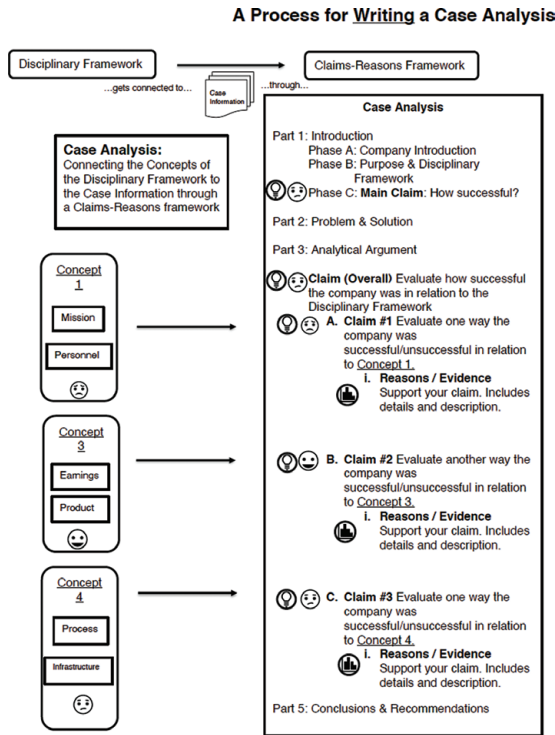 A Process for Writing a Case Analysis
Disciplinary Framework
Claims-Reasons Framework
...gets connected to...
Case
Information
...through...
Case Analysis:
Connecting the Concepts of
the Disciplinary Framework to
the Case Information through
a Claims-Reasons framework
Concept
1
Mission
Personnel
Concept
3
Earnings
Product
Concept
4
Process
Infrastructure
Case Analysis
Part 1: Introduction
Phase A: Company Introduction
Phase B: Purpose & Disciplinary
Framework
Phase C: Main Claim: How successful?
Part 2: Problem & Solution
Part 3: Analytical Argument
Claim (Overall) Evaluate how successful
the company was in relation to the
Disciplinary Framework
A. Claim #1 Evaluate one way the
company was
successful/unsuccessful in relation
to Concept 1.
i. Reasons / Evidence
Support your claim. Includes
details and description.
B. Claim #2 Evaluate another way the
company was
successful/unsuccessful in relation
to Concept 3.
i. Reasons / Evidence
Support your claim. Includes
details and description.
C. Claim #3 Evaluate one way the
company was
successful/unsuccessful in relation
to Concept 4.
i. Reasons / Evidence
Support your claim. Includes
details and description.
Part 5: Conclusions & Recommendations